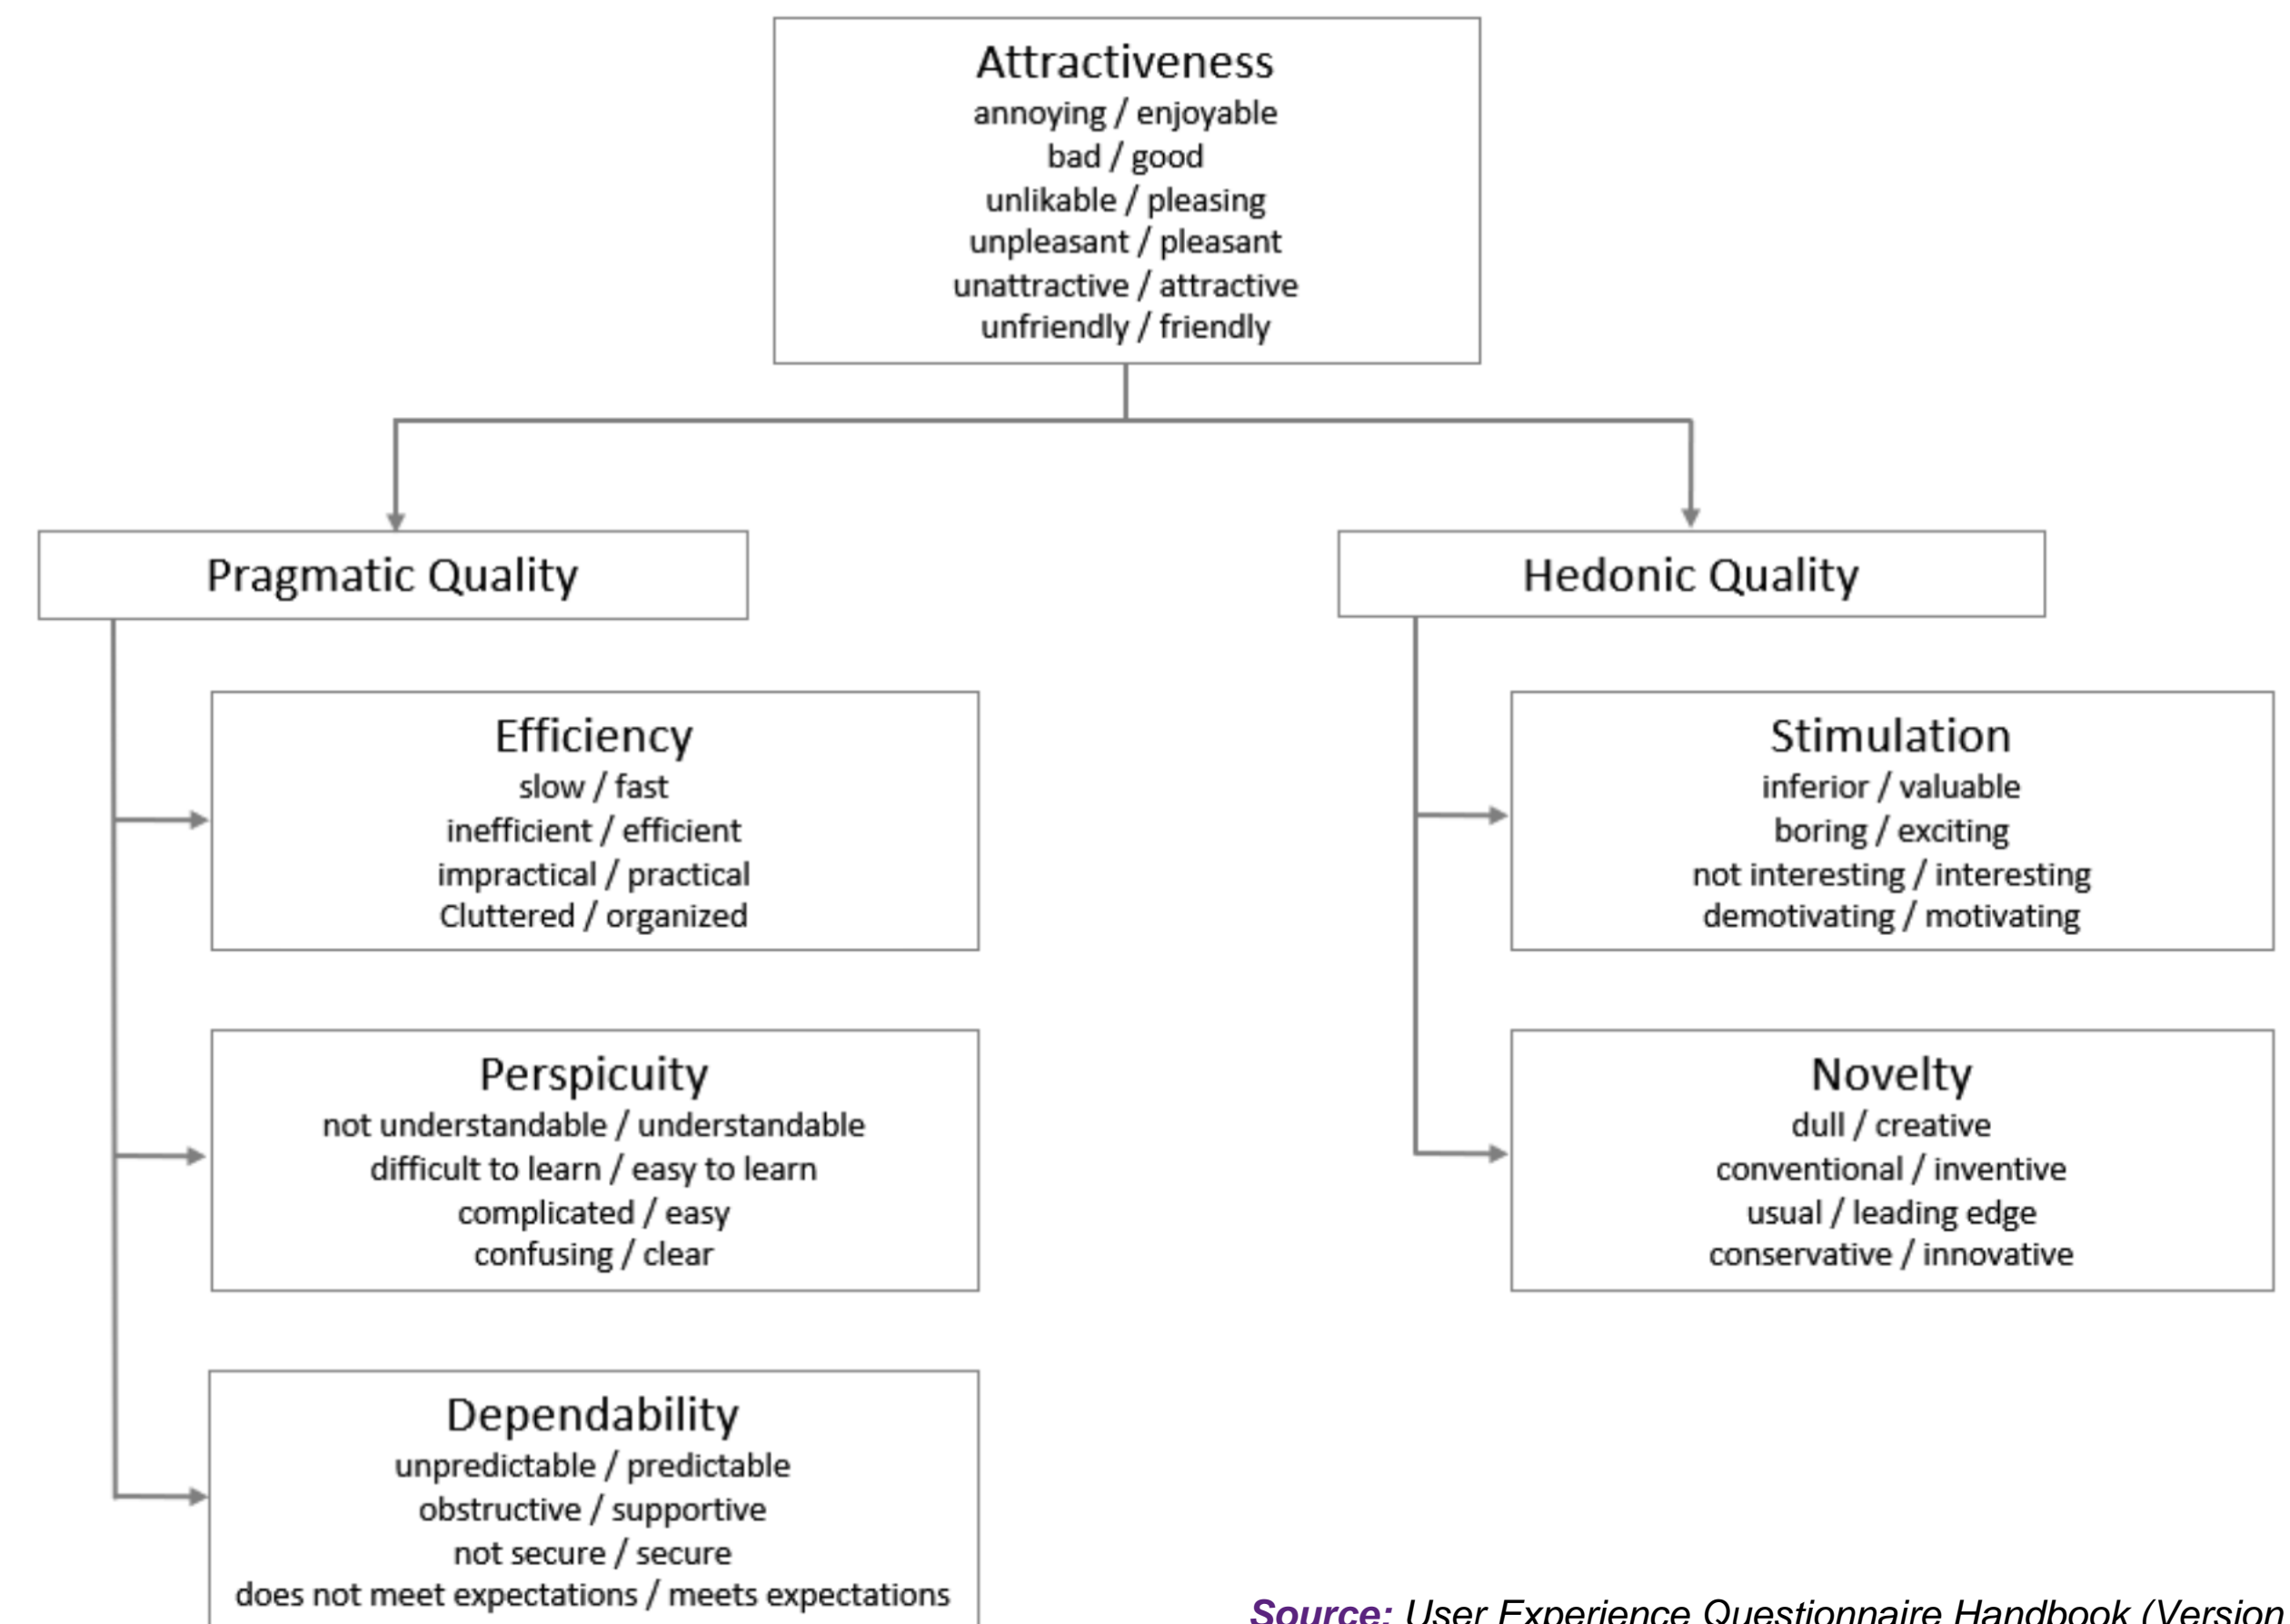 Attractiveness
annoying / enjoyable
bad / good
unlikable / pleasing
unpleasant / pleasant
unattractive / attractive
unfriendly / friendly
Pragmatic Quality
Hedonic Quality
Efficiency
slow / fast
inefficient / efficient
impractical / practical
Cluttered / organized
Stimulation
inferior / valuable
boring / exciting
not interesting / interesting
demotivating / motivating
Perspicuity
not understandable / understandable
difficult to learn / easy to learn
complicated / easy
confusing / clear
Novelty
dull / creative
conventional / inventive
usual / leading edge
conservative / innovative
Dependability
unpredictable / predictable
obstructive / supportive
not secure / secure
does not meet expectations / meets expectations
Source: User Experience Questionnaire Handbook (Version